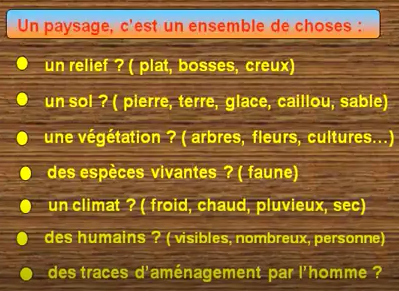 Un paysage, c'est un ensemble de choses :
un relief ? ( plat, bosses, creux)
un sol ? ( pierre, terre, glace, caillou, sable)
une végétation ? ( arbres, fleurs, cultures…)
des espèces vivantes ? ( faune)
un climat ? ( froid, chaud, pluvieux, sec)
des humains ? ( visibles, nombreux, personne)
des traces d'aménagement par l'homme ?